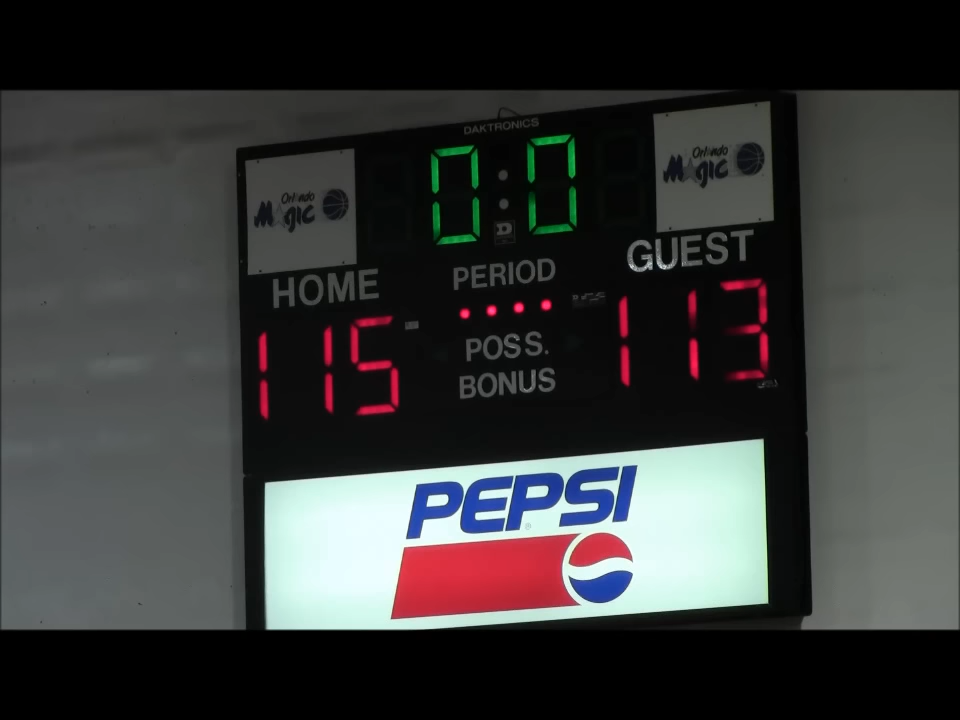 DAKTRONICS
Orlando
MAGIC
0:0
Orlando
MAGIC
HOME
PERIOD
GUEST
115
POSS.
113
BONUS
PEPSI